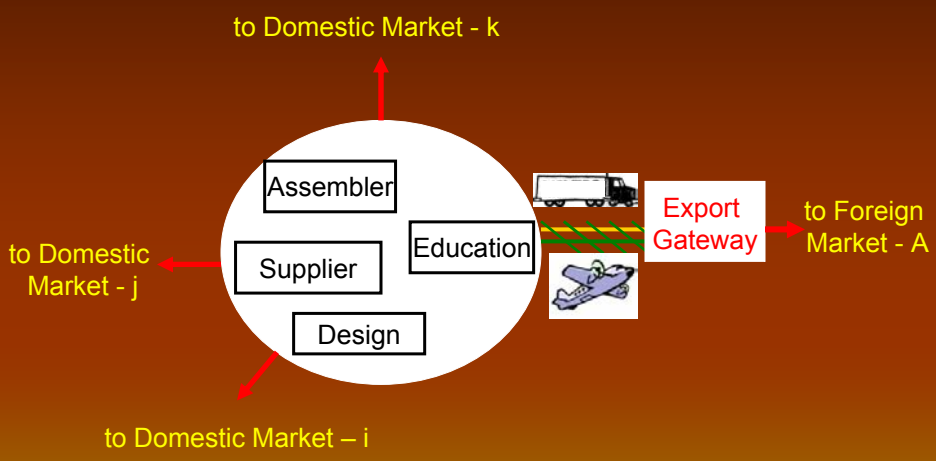 to Domestic Market - k
Assembler
Education
Supplier
Design
Export
Gateway
to Foreign
Market - A
to Domestic
Market - j
to Domestic Market – i